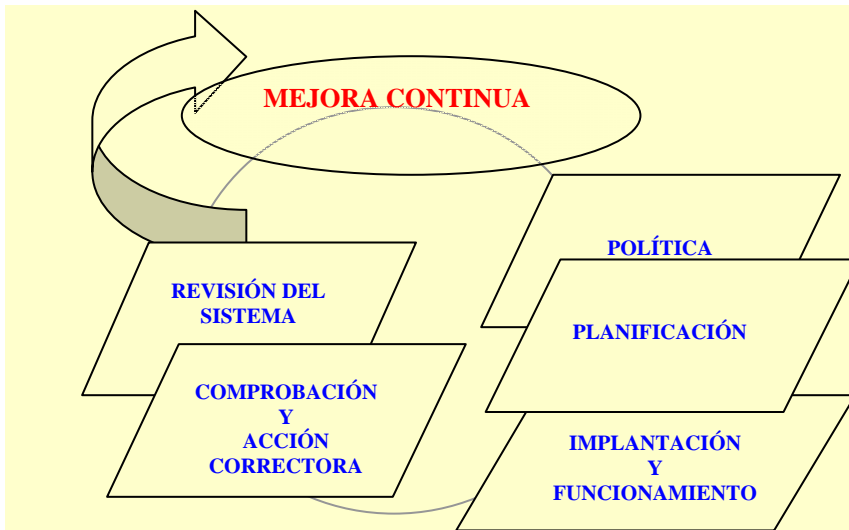 MEJORA CONTINUA
POLÍTICA
PLANIFICACIÓN
IMPLANTACIÓN
Y
FUNCIONAMIENTO
COMPROBACIÓN
Y
ACCIÓN
CORRECTORA
REVISIÓN DEL
SISTEMA